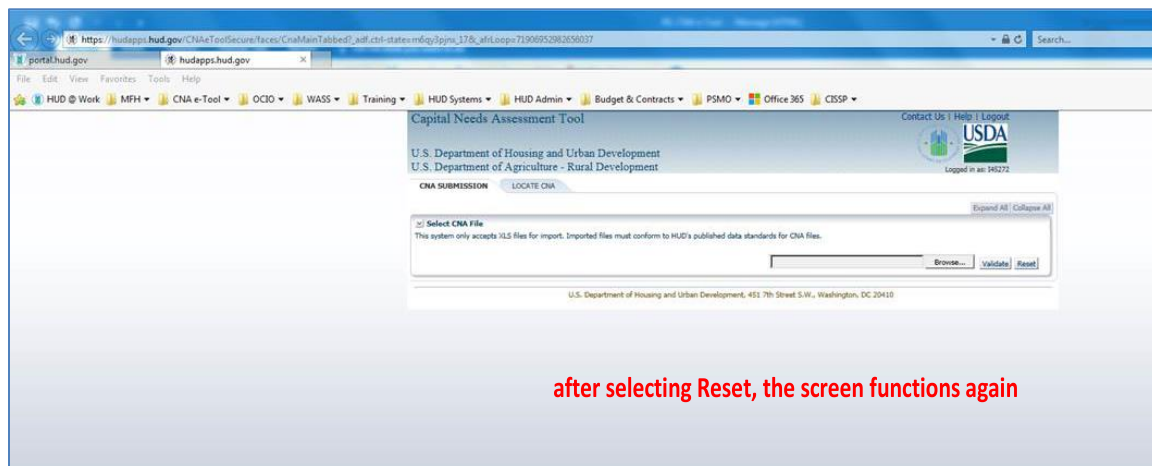 https://hudapps.hud.gov/CNAeToolSecure/faces/CnaMainTabbed?_adf.ctrl-state=m6qy3pjns_17&_afrLoop=71906952982656037
Search...
portal.hud.gov
hudapps.hud.gov
File Edit View Favorites Tools Help
HUD @ Work MFH CNA e-Tool OCIO WASS Training HUD Systems HUD Admin Budget & Contracts PSMO Office 365 CISSP
Capital Needs Assessment Tool
Contact Us | Help | Logout
USDA
U.S. Department of Housing and Urban Development
U.S. Department of Agriculture - Rural Development
Logged in as: I45272
CNA SUBMISSION LOCATE CNA
Expand All Collapse All
Select CNA File
This system only accepts XLS files for import. Imported files must conform to HUD's published data standards for CNA files.
Browse... Validate Reset
U.S. Department of Housing and Urban Development, 451 7th Street S.W., Washington, DC 20410
after selecting Reset, the screen functions again